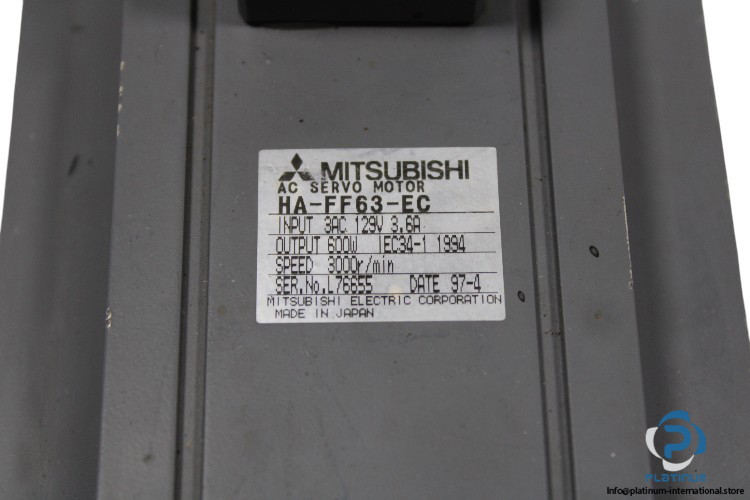 MITSUBISHI
AC SERVO MOTOR
HA-FF63-EC
INPUT 3AC 129V 3.6A
OUTPUT 600W IEC34-1 1994
SPEED 3000r/min
SER.No.L76655 DATE 97-4
MITSUBISHI ELECTRIC CORPORATION
MADE IN JAPAN
PLATINUM
Info@platinum-international.store